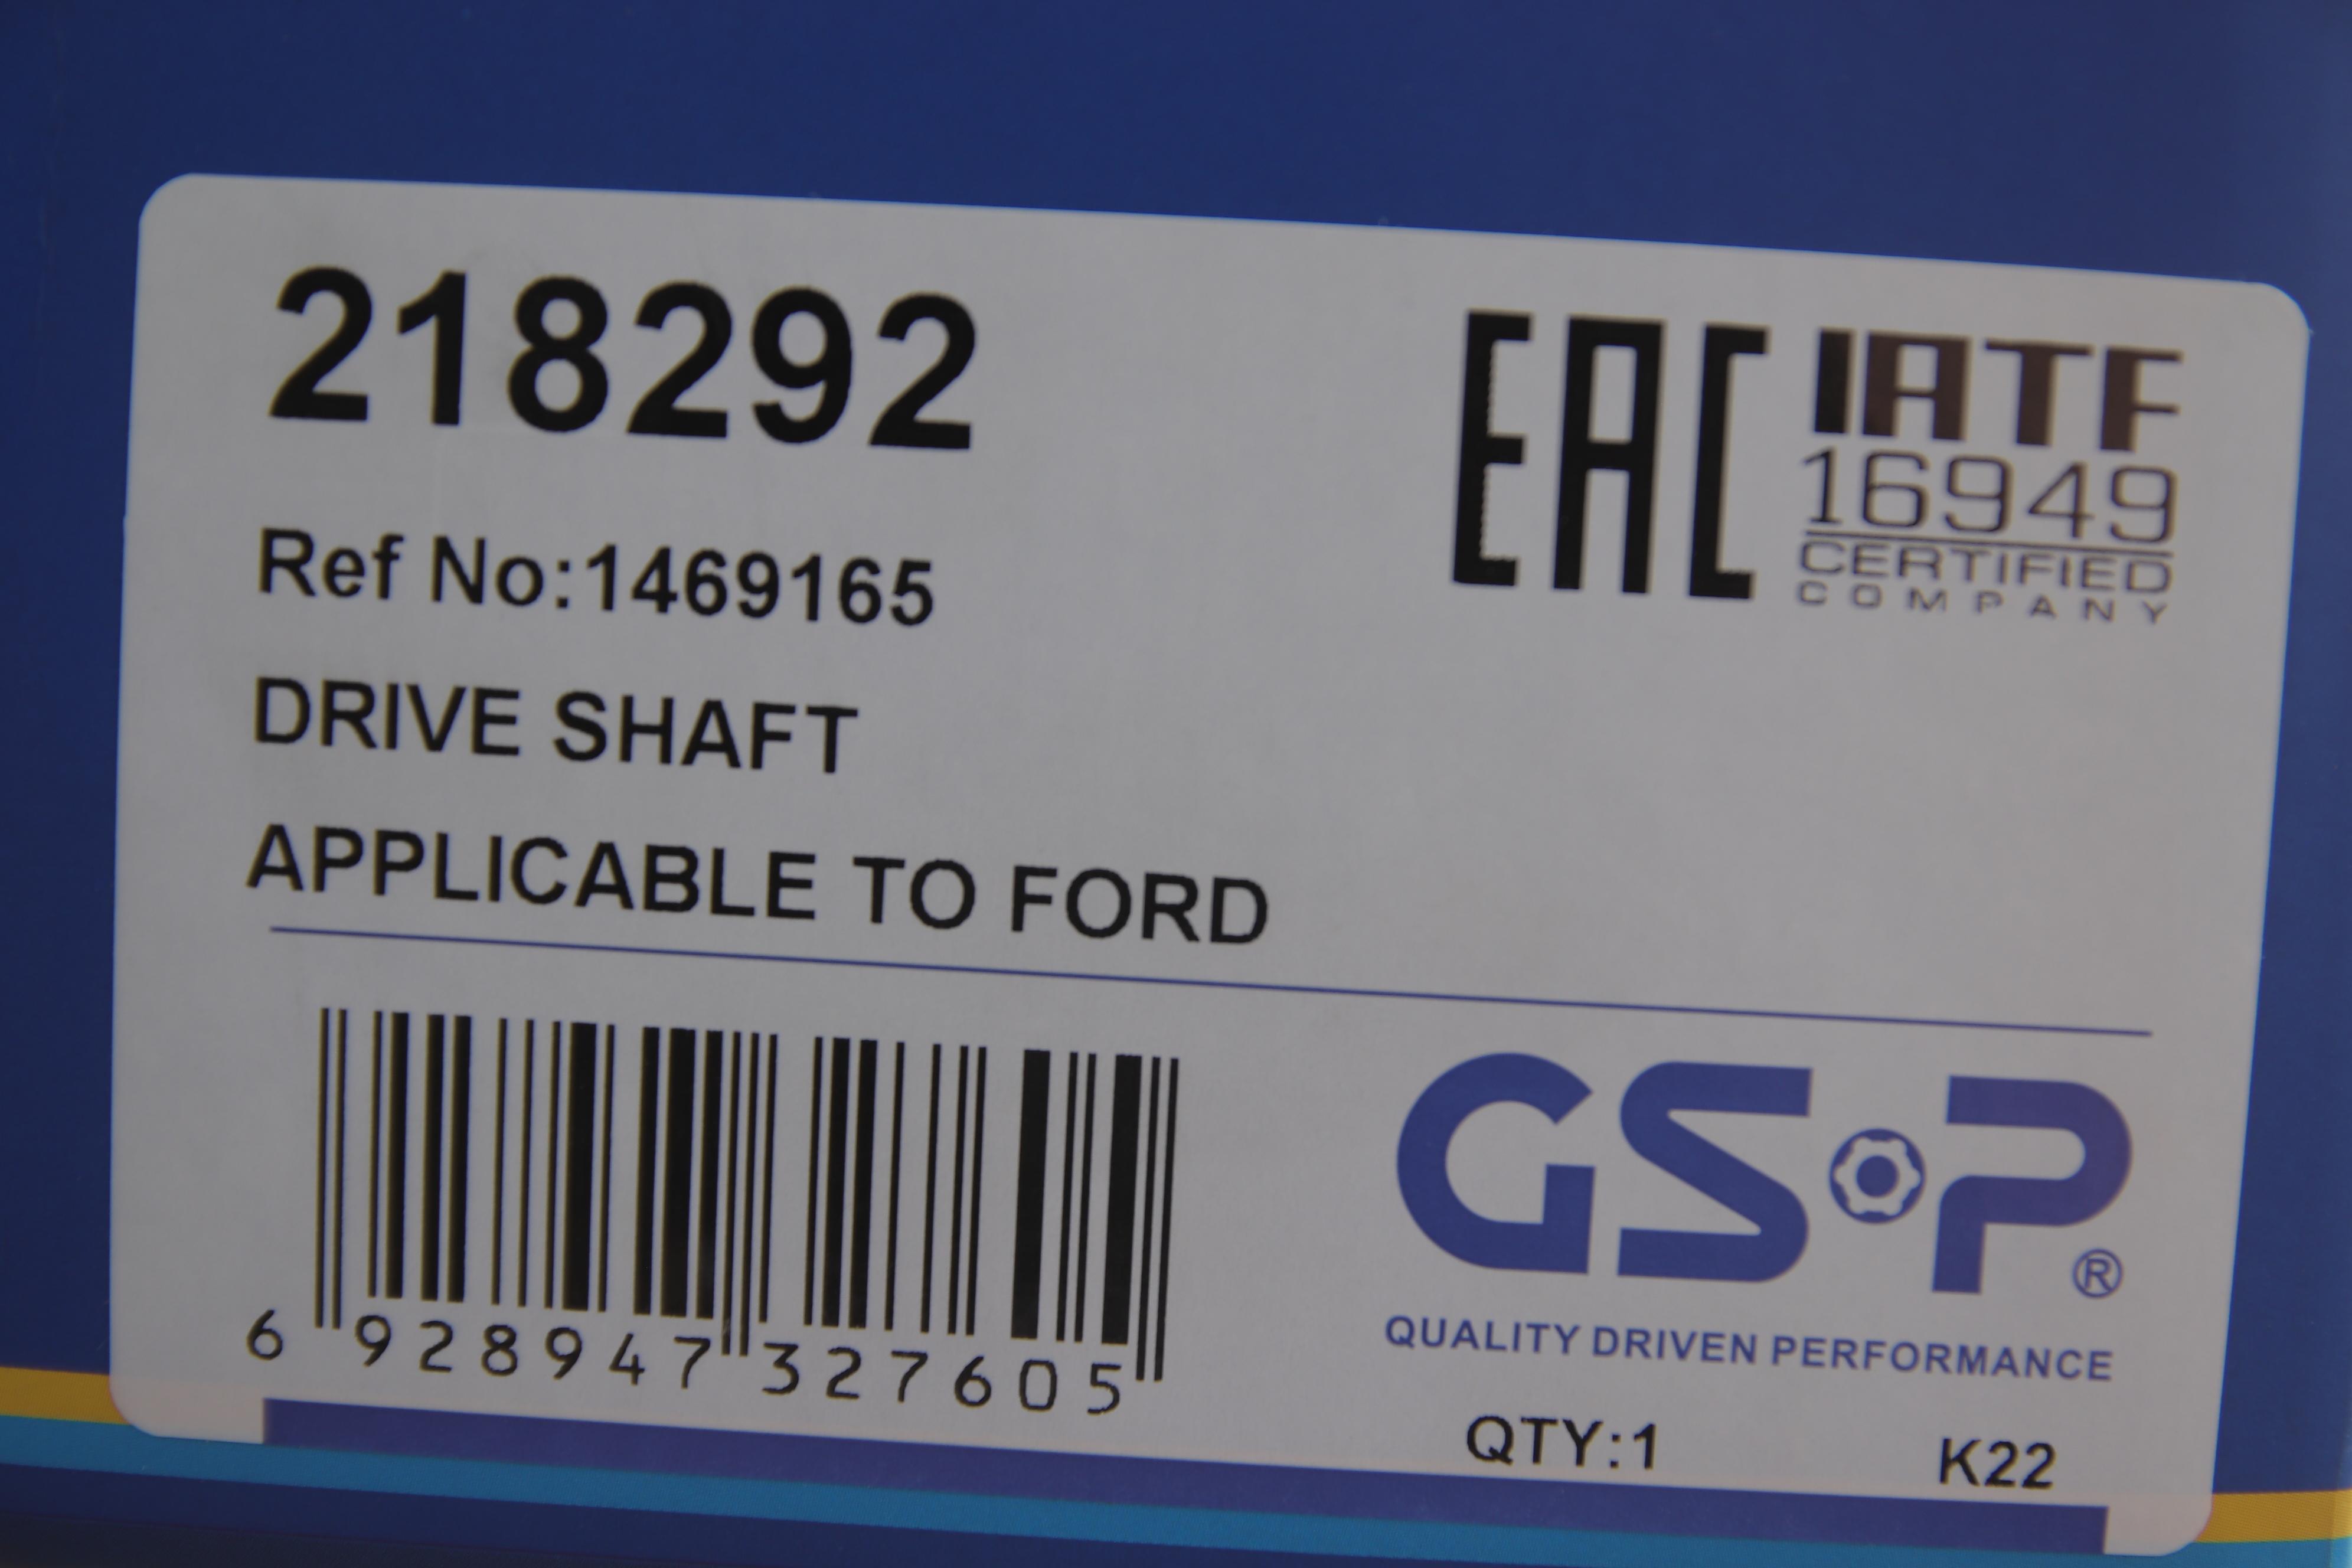 218292
EAC
IATF
16949
CERTIFIED
COMPANY
Ref No:1469165
DRIVE SHAFT
APPLICABLE TO FORD
6 928947 327605
GSP®
QUALITY DRIVEN PERFORMANCE
QTY:1 K22